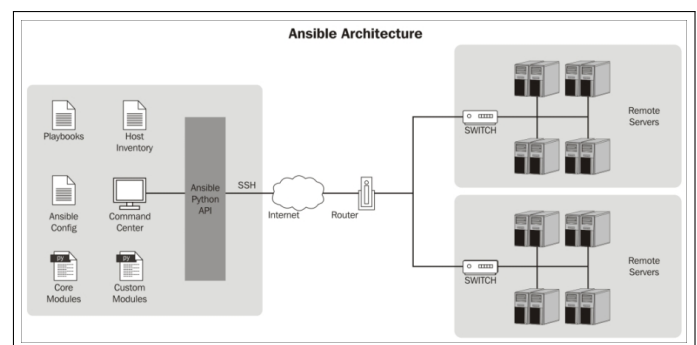 Ansible Architecture
Playbooks
Host
Inventory
Ansible
Config
Command
Center
py
Core
Modules
py
Custom
Modules
Ansible
Python
API
SSH
Internet
Router
SWITCH
Remote
Servers
SWITCH
Remote
Servers